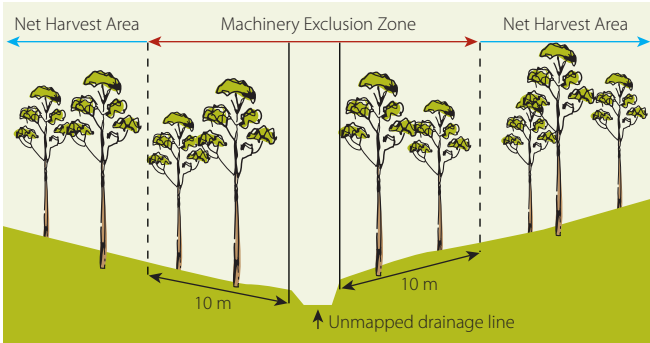 Net Harvest Area
Machinery Exclusion Zone
Net Harvest Area
10 m
10 m
Unmapped drainage line